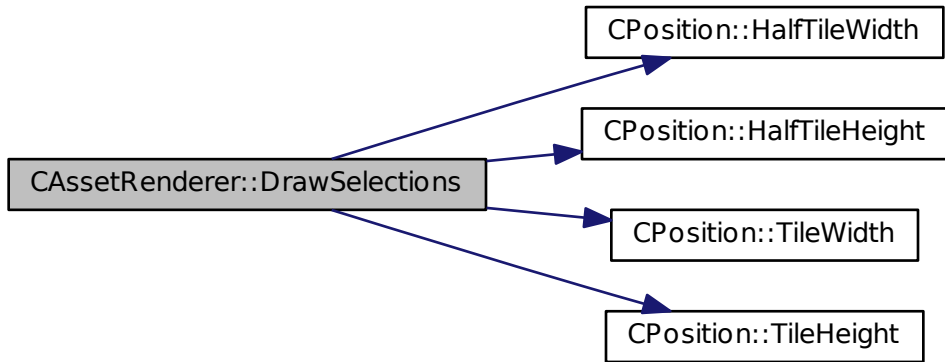 CPosition::HalfTileWidth
CPosition::HalfTileHeight
CAssetRenderer::DrawSelections
CPosition::TileWidth
CPosition::TileHeight